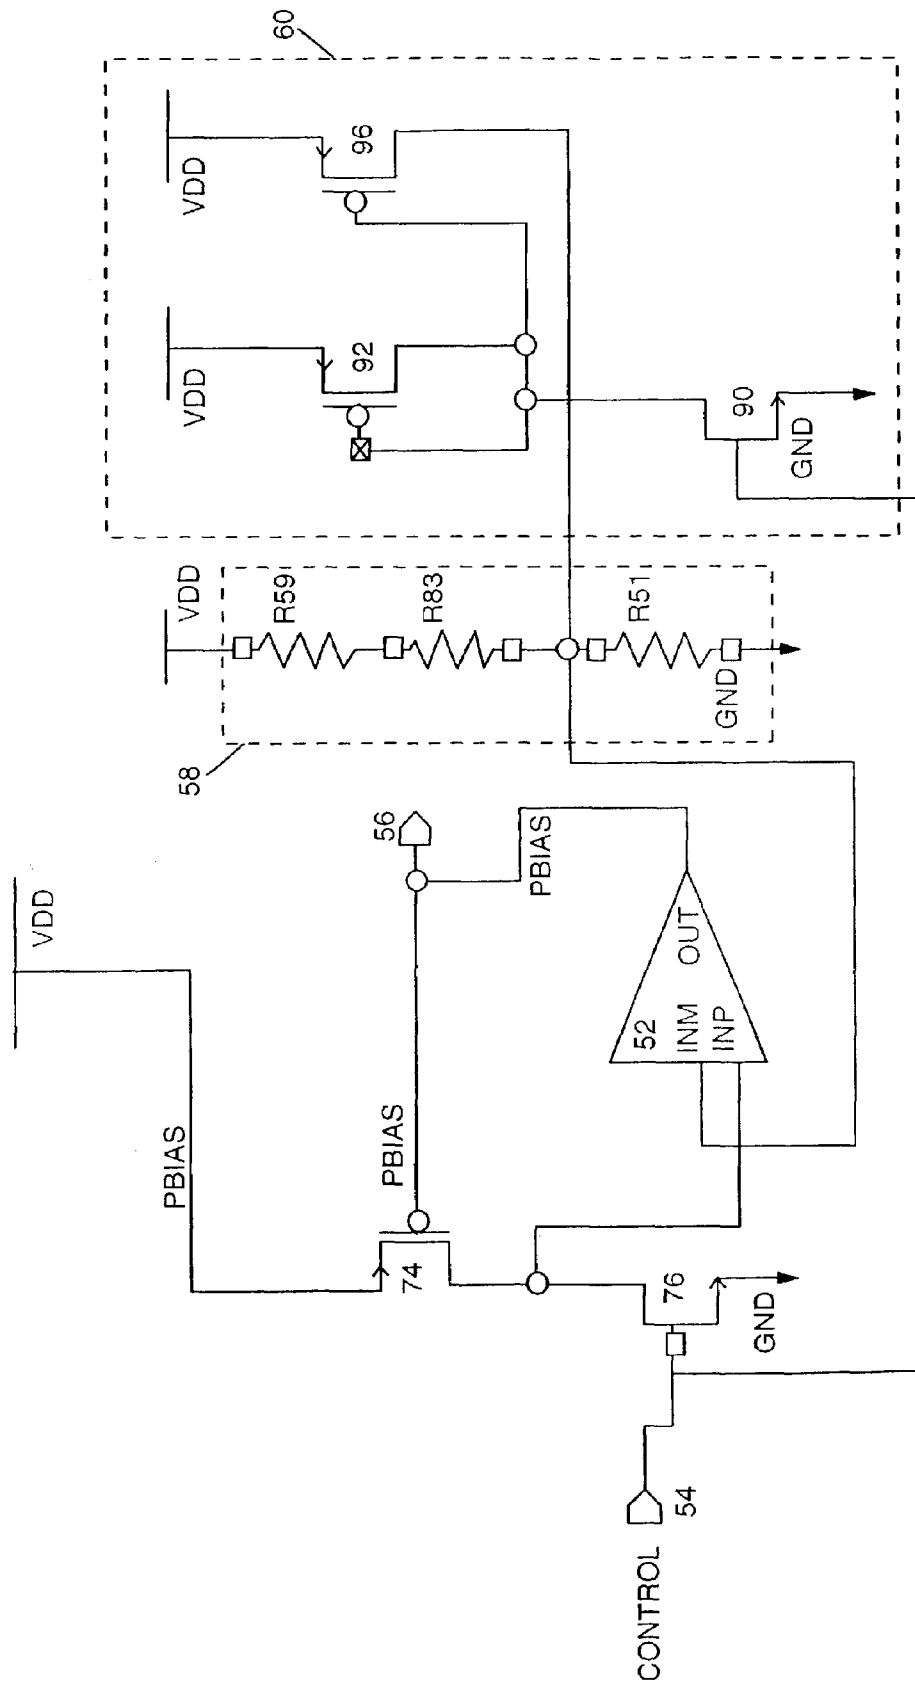 VDD
PBIAS
PBIAS
74
CONTROL
54
76
GND
52
INM
INP
OUT
PBIAS
56
58
VDD
R59
R83
R51
GND
60
VDD
92
VDD
96
90
GND